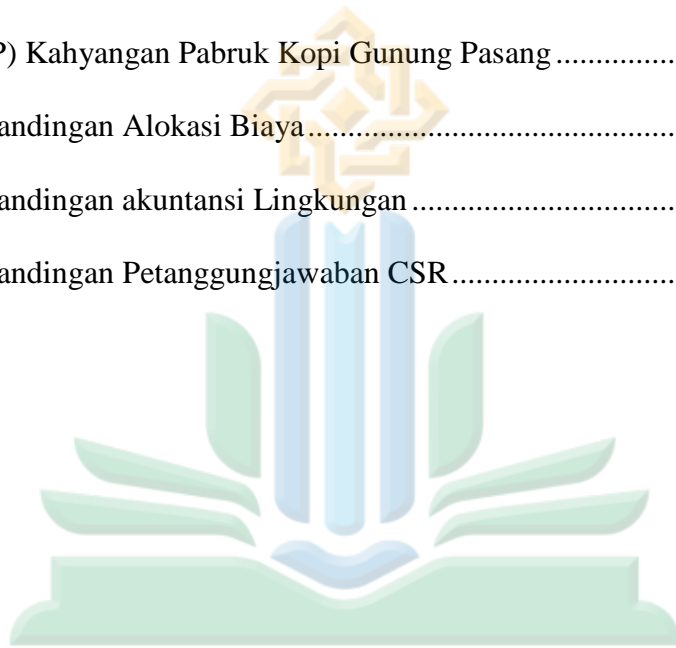 P) Kahyangan Pabruk Kopi Gunung Pasang ...............
andingan Alokasi Biaya ...............................................
andingan akuntansi Lingkungan .................................
andingan Petanggungjawaban CSR ............................